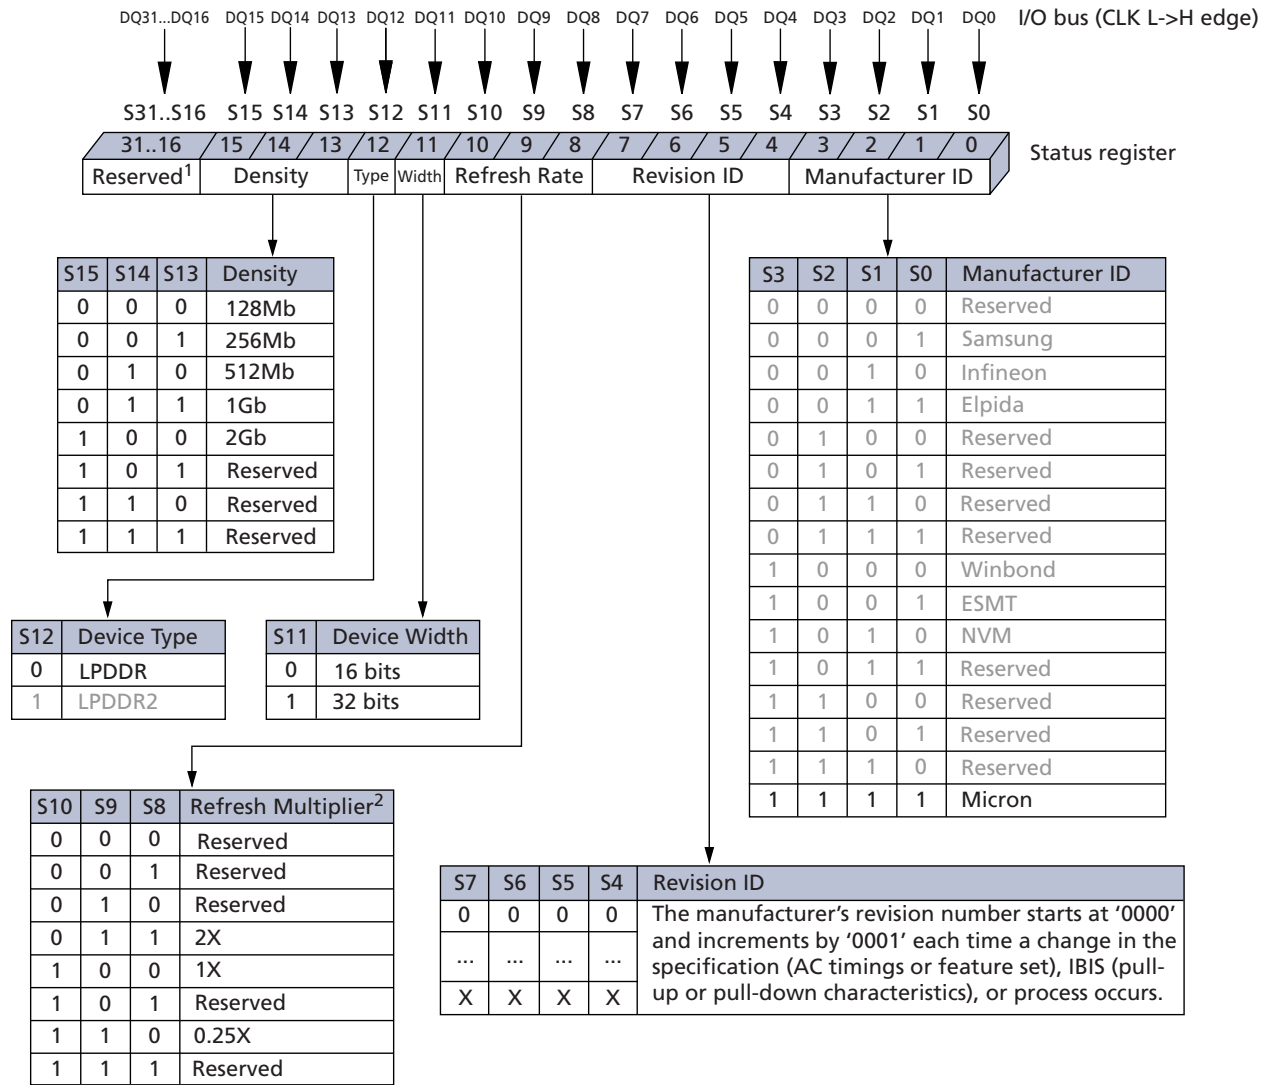 DQ31...DQ16 DQ15 DQ14 DQ13 DQ12 DQ11 DQ10 DQ9 DQ8 DQ7 DQ6 DQ5 DQ4 DQ3 DQ2 DQ1 DQ0 I/O bus (CLK L->H edge)
S31..S16 S15 S14 S13 S12 S11 S10 S9 S8 S7 S6 S5 S4 S3 S2 S1 S0
31..16 15 14 13 12 11 10 9 8 7 6 5 4 3 2 1 0 Status register
Reserved1 Density Type Width Refresh Rate Revision ID Manufacturer ID
S15 S14 S13 Density
0 0 0 128Mb
0 0 1 256Mb
0 1 0 512Mb
0 1 1 1Gb
1 0 0 2Gb
1 0 1 Reserved
1 1 0 Reserved
1 1 1 Reserved
S3 S2 S1 S0 Manufacturer ID
0 0 0 0 Reserved
0 0 0 1 Samsung
0 0 1 0 Infineon
0 0 1 1 Elpida
0 1 0 0 Reserved
0 1 0 1 Reserved
0 1 1 0 Reserved
0 1 1 1 Reserved
1 0 0 0 Winbond
1 0 0 1 ESMT
1 0 1 0 NVM
1 0 1 1 Reserved
1 1 0 0 Reserved
1 1 0 1 Reserved
1 1 1 0 Reserved
1 1 1 1 Micron
S12 Device Type
0 LPDDR
1 LPDDR2
S11 Device Width
0 16 bits
1 32 bits
S10 S9 S8 Refresh Multiplier2
0 0 0 Reserved
0 0 1 Reserved
0 1 0 Reserved
0 1 1 2X
1 0 0 1X
1 0 1 Reserved
1 1 0 0.25X
1 1 1 Reserved
S7 S6 S5 S4 Revision ID
0 0 0 0 The manufacturer's revision number starts at '0000'
... ... ... ... and increments by '0001' each time a change in the
specification (AC timings or feature set), IBIS (pull-
X X X X up or pull-down characteristics), or process occurs.